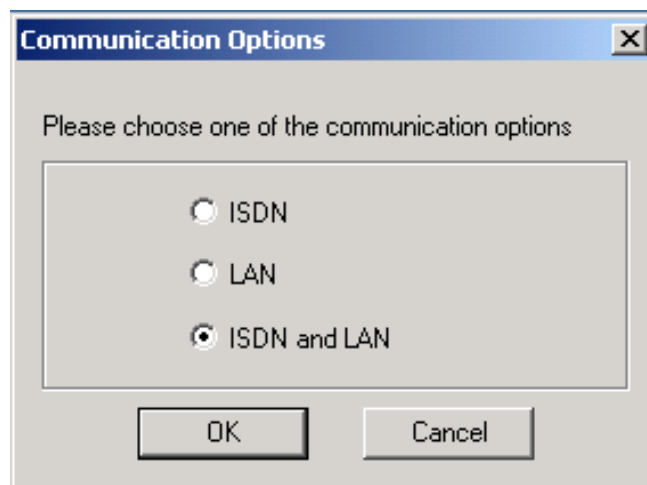 Communication Options
Please choose one of the communication options
ISDN
LAN
ISDN and LAN
OK Cancel